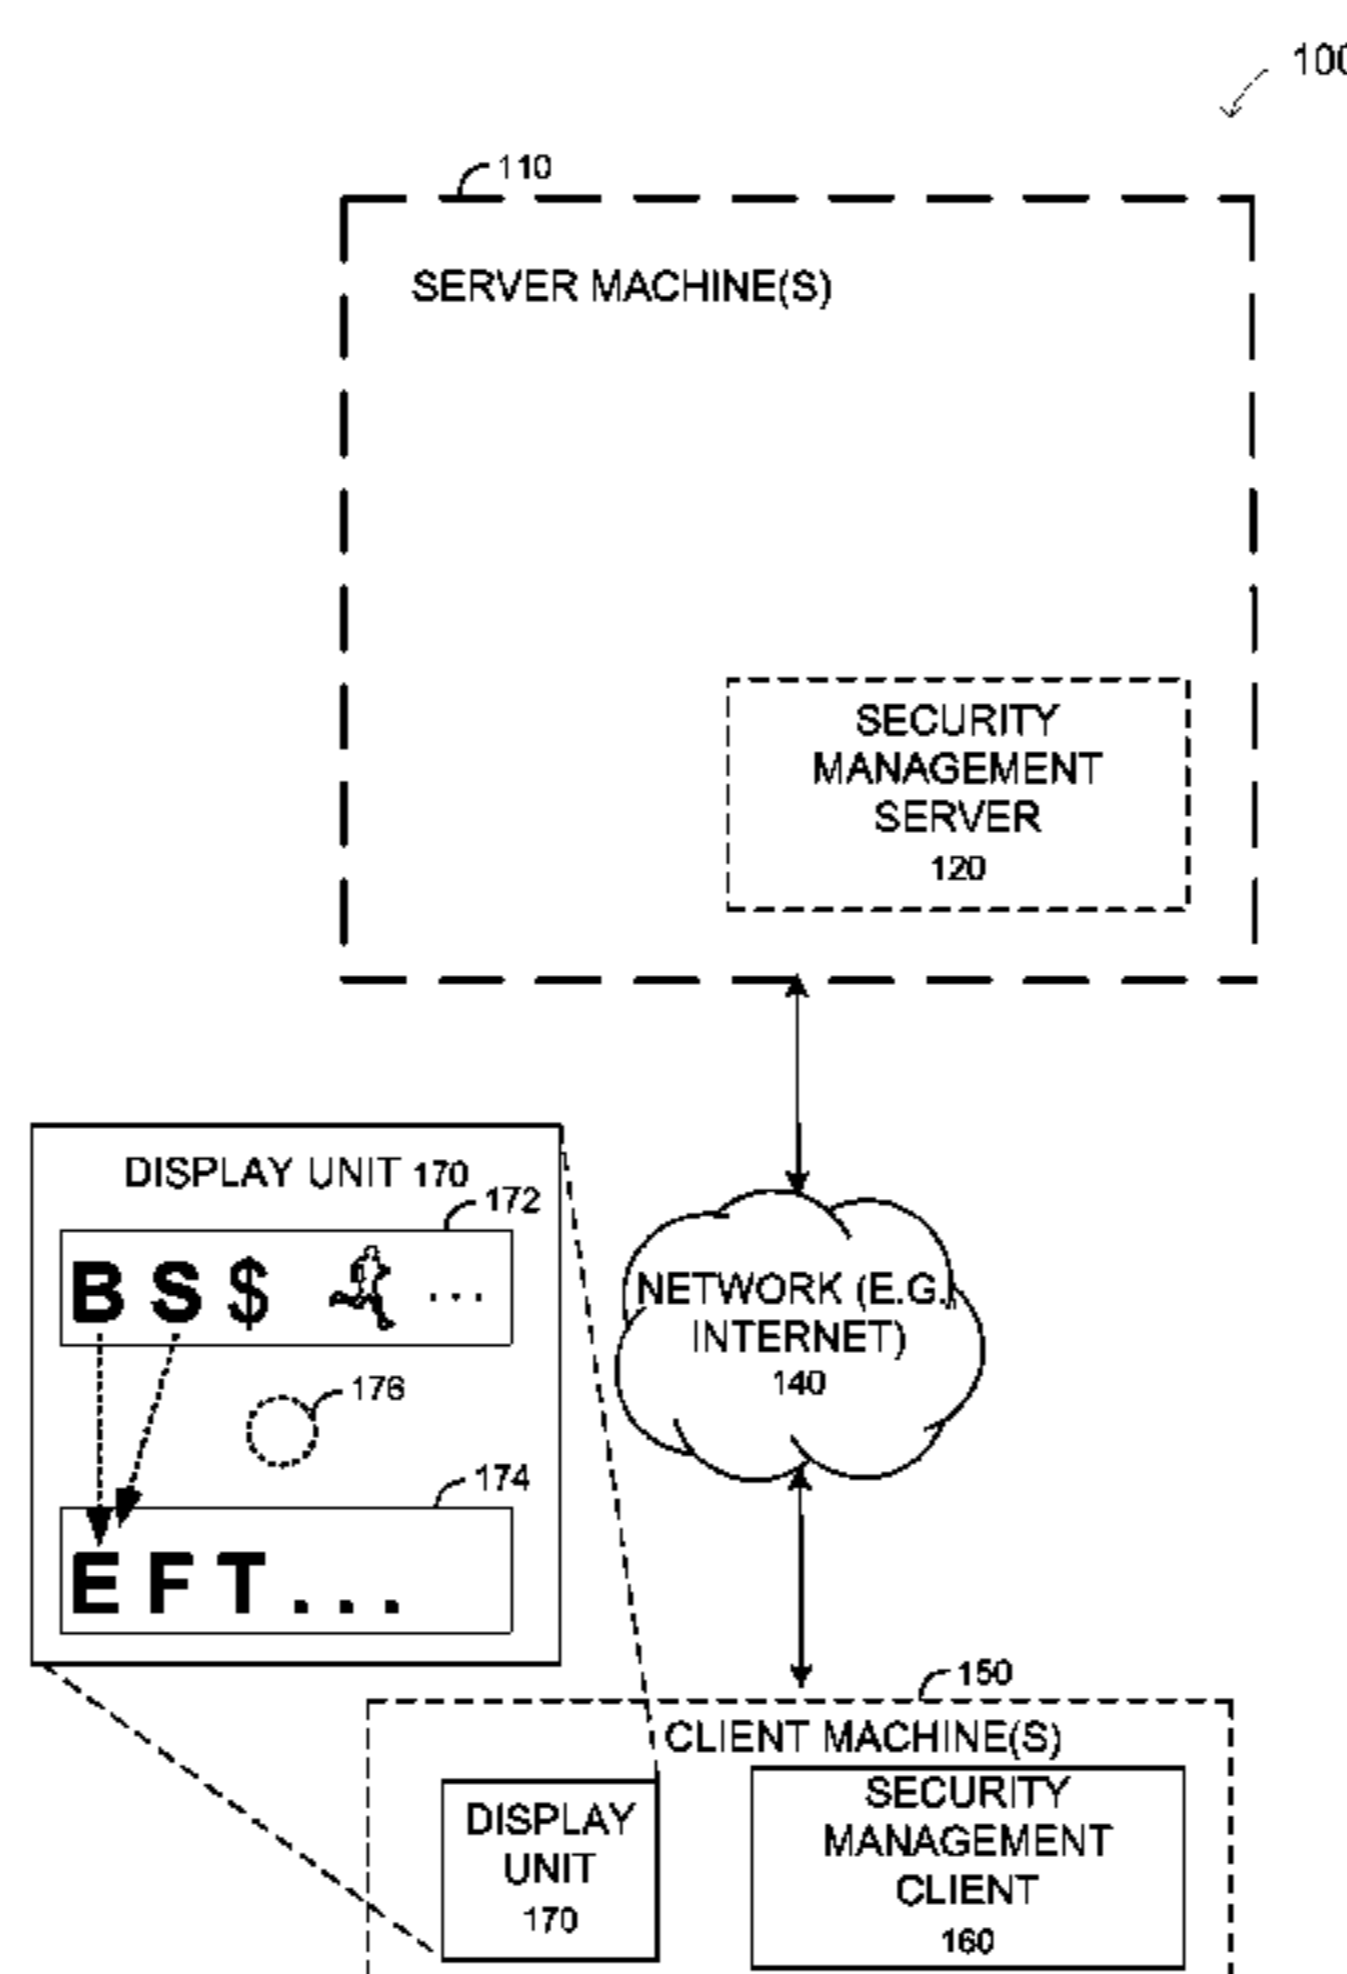 100
110
SERVER MACHINE(S)
SECURITY
MANAGEMENT
SERVER
120
DISPLAY UNIT 170
172
B S $ ...
176
174
E F T ...
NETWORK (E.G.,
INTERNET)
140
150
CLIENT MACHINE(S)
DISPLAY
UNIT
170
SECURITY
MANAGEMENT
CLIENT
160